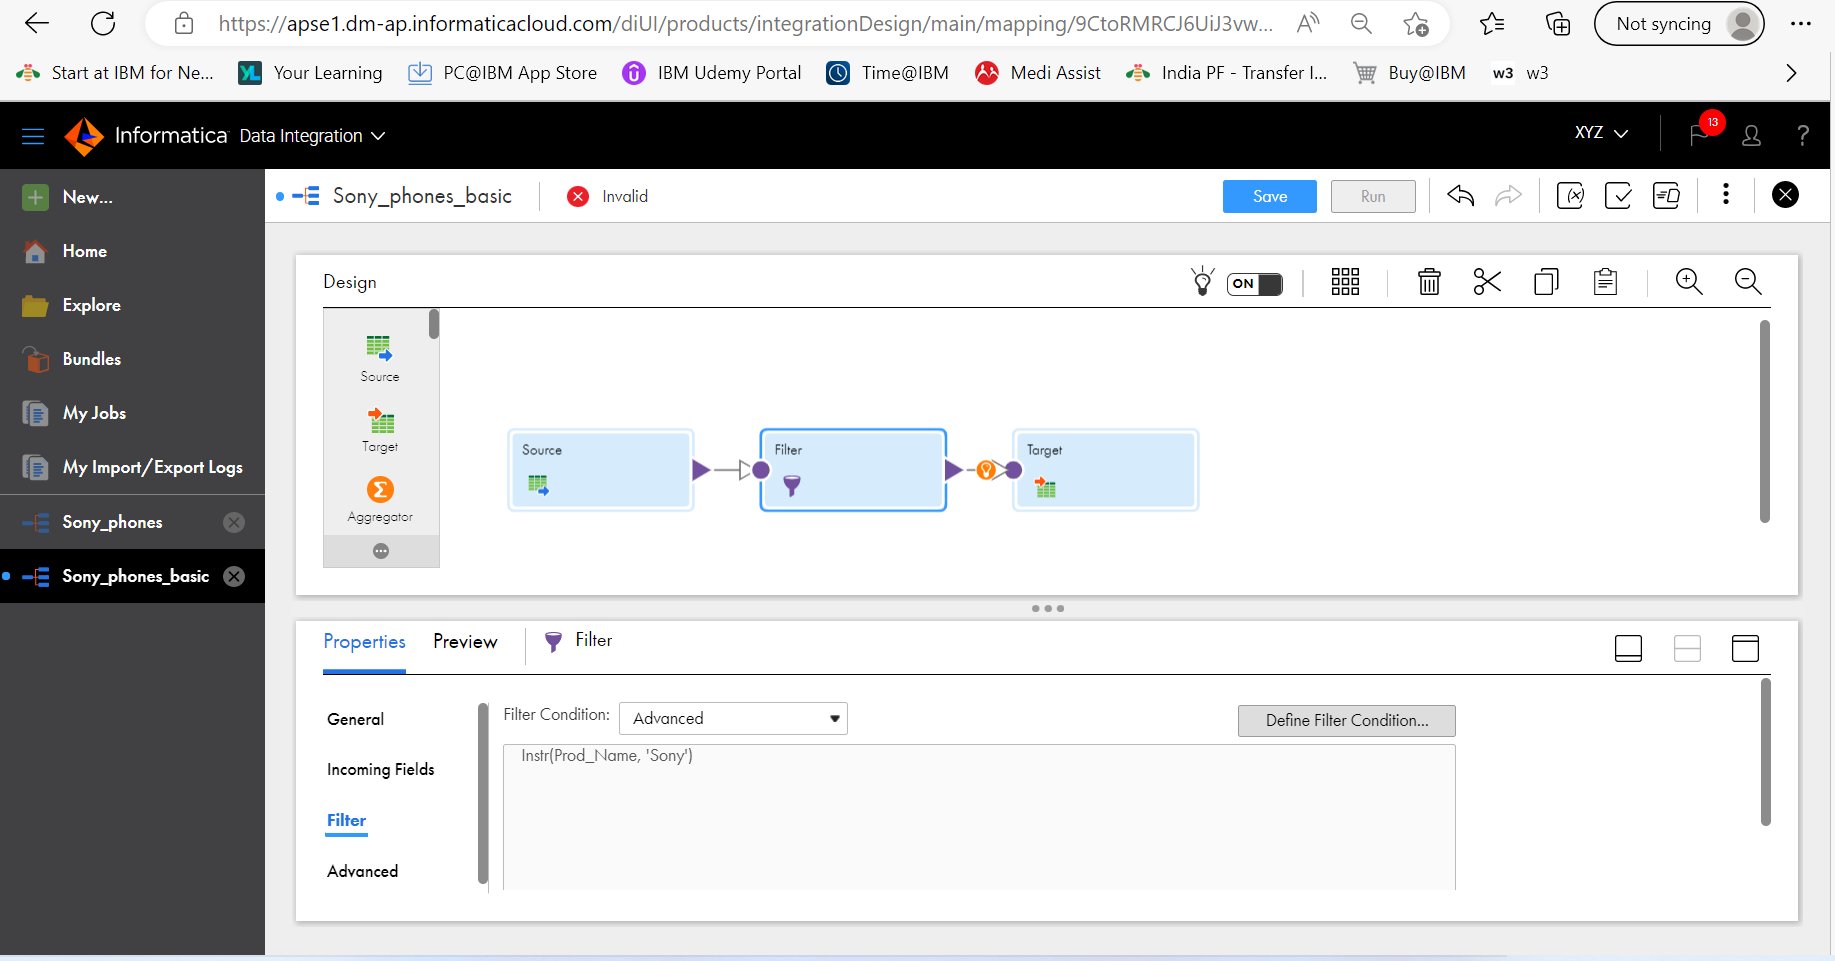 https://apse1.dm-ap.informaticacloud.com/diUI/products/integrationDesign/main/mapping/9CtoRMRCJ6UiJ3vw...
Not syncing
Start at IBM for Ne...
Your Learning
PC@IBM App Store
IBM Udemy Portal
Time@IBM
Medi Assist
India PF - Transfer I...
Buy@IBM
w3 w3
Informatica Data Integration
XYZ
13
?
New...
Home
Explore
Bundles
My Jobs
My Import/Export Logs
Sony_phones
Sony_phones_basic
Sony_phones_basic
Invalid
Save
Run
Design
ON
Source
Target
Aggregator
Source
Filter
Target
Properties
Preview
Filter
General
Incoming Fields
Filter
Advanced
Filter Condition:
Advanced
Define Filter Condition...
Instr(Prod_Name, 'Sony')